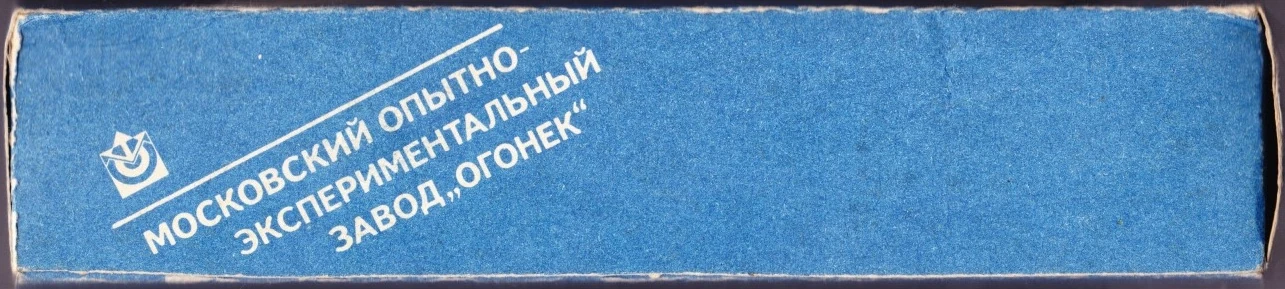 МОСКОВСКИЙ ОПЫТНО-
ЭКСПЕРИМЕНТАЛЬНЫЙ
ЗАВОД „ОГОНЕК“